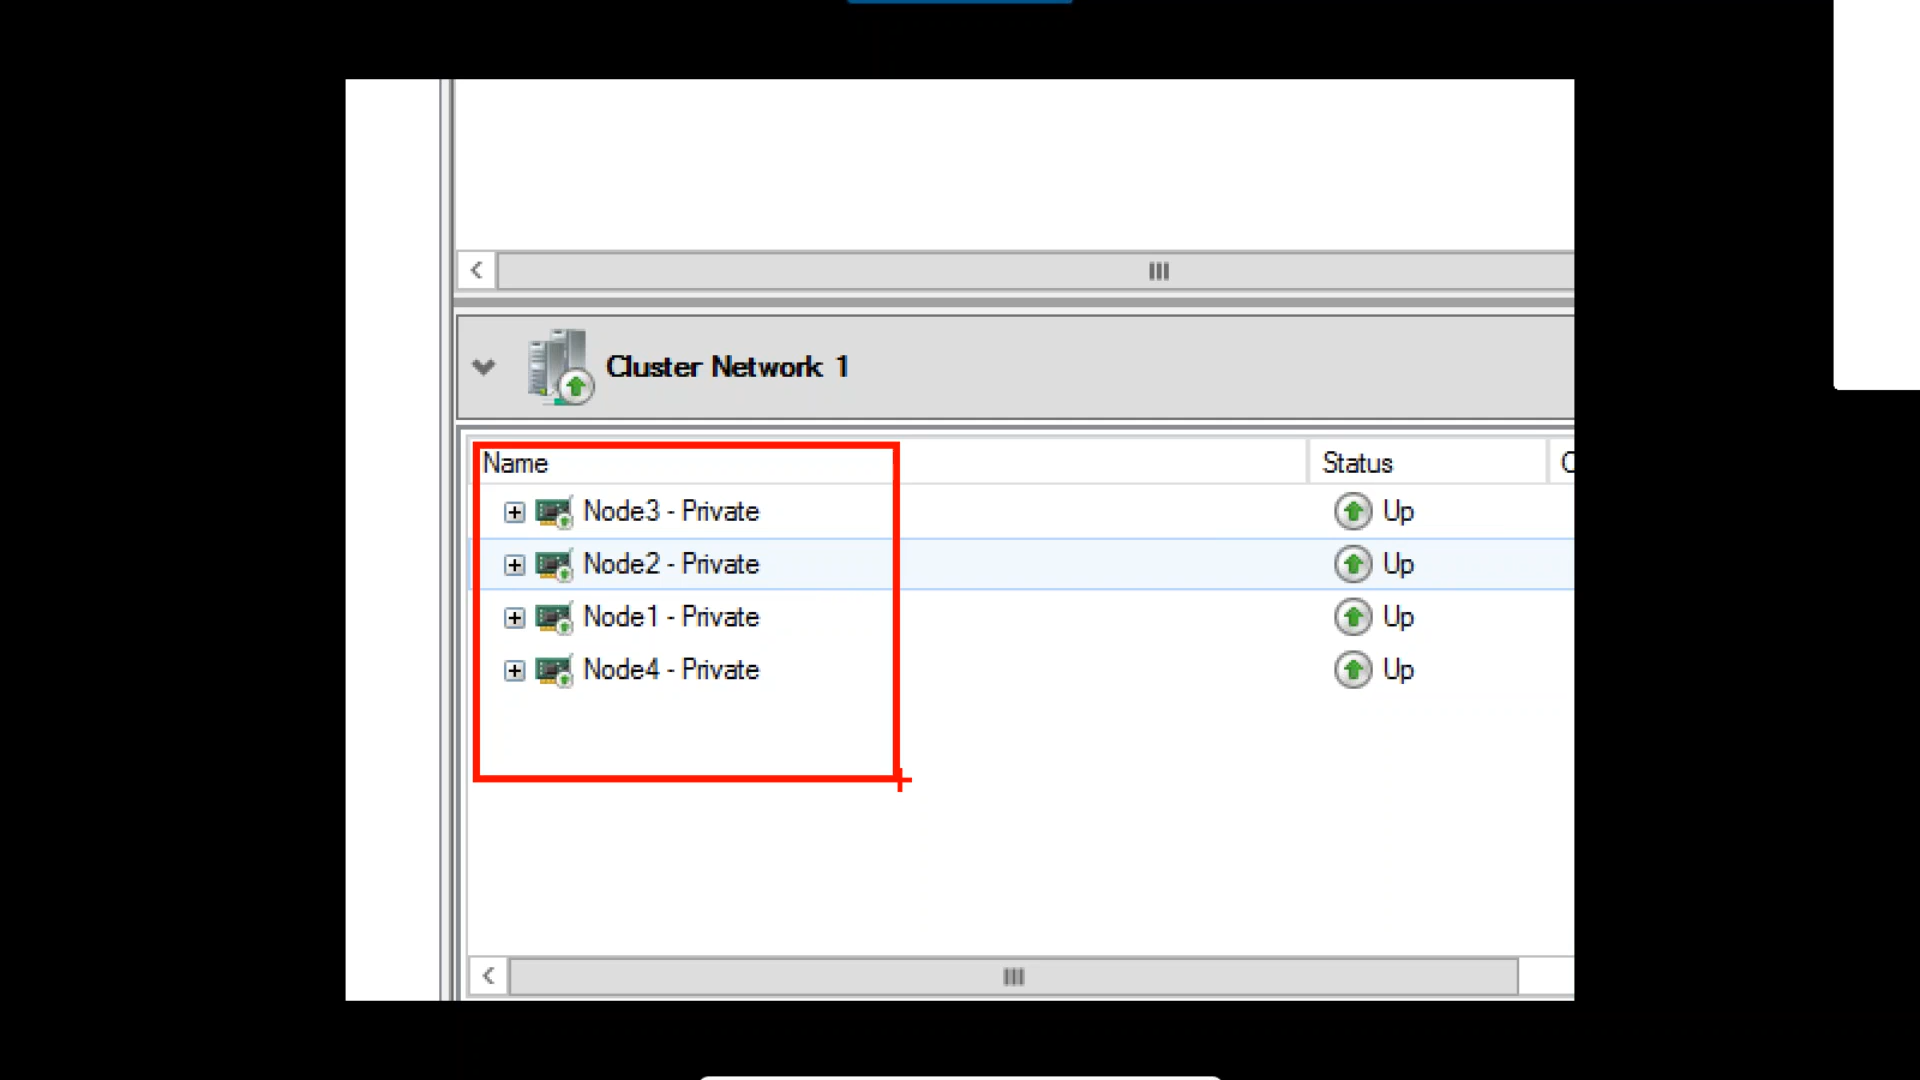 Cluster Network 1
Name Status
Node3 - Private Up
Node2 - Private Up
Node1 - Private Up
Node4 - Private Up